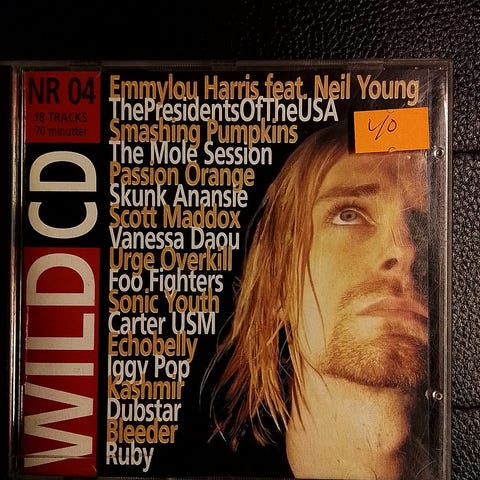 NR 04
18 TRACKS
70 minutter
WILD CD
Emmylou Harris feat. Neil Young
ThePresidentsOfTheUSA
Smashing Pumpkins
The Mole Session
Passion Orange
Skunk Anansie
Scott Maddox
Vanessa Daou
Urge Overkill
Foo Fighters
Sonic Youth
Carter USM
Echobelly
Iggy Pop
Kashmir
Dubstar
Bleeder
Ruby